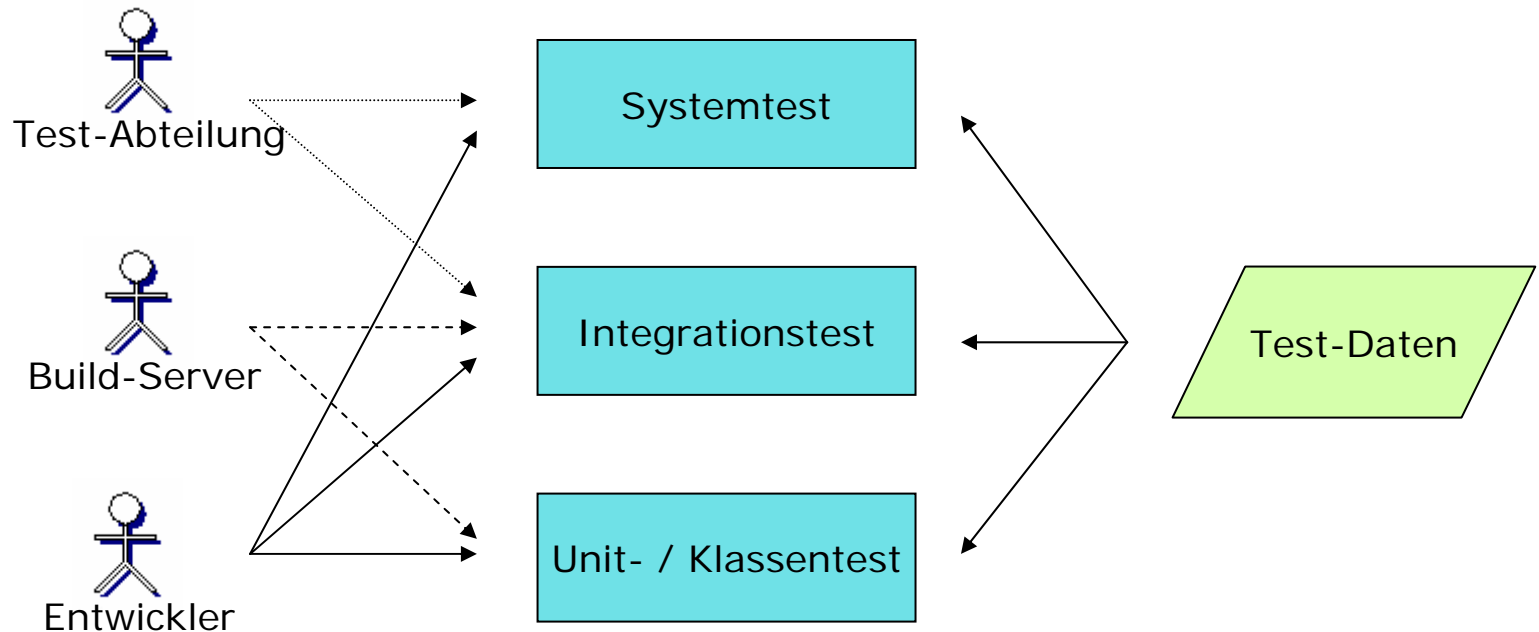 Test-Abteilung
Systemtest
Build-Server
Integrationstest
Test-Daten
Entwickler
Unit- / Klassentest